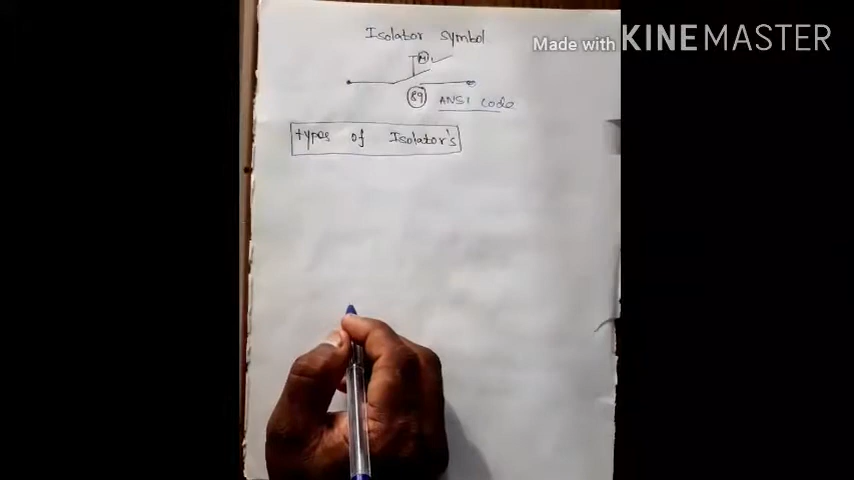 Isolator symbol
Made with KINEMASTER
M
89 ANSI code
types of Isolator's